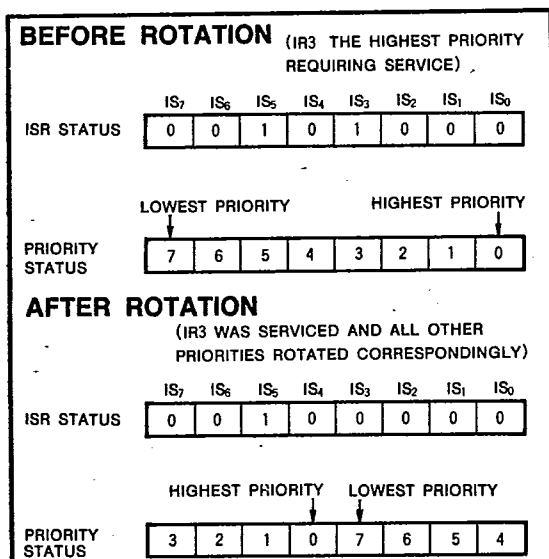 BEFORE ROTATION (IR3 THE HIGHEST PRIORITY
REQUIRING SERVICE)
IS7 IS6 IS5 IS4 IS3 IS2 IS1 IS0
ISR STATUS 0 0 1 0 1 0 0 0
LOWEST PRIORITY HIGHEST PRIORITY
PRIORITY STATUS 7 6 5 4 3 2 1 0
AFTER ROTATION
(IR3 WAS SERVICED AND ALL OTHER
PRIORITIES ROTATED CORRESPONDINGLY)
IS7 IS6 IS5 IS4 IS3 IS2 IS1 IS0
ISR STATUS 0 0 1 0 0 0 0 0
HIGHEST PRIORITY LOWEST PRIORITY
PRIORITY STATUS 3 2 1 0 7 6 5 4